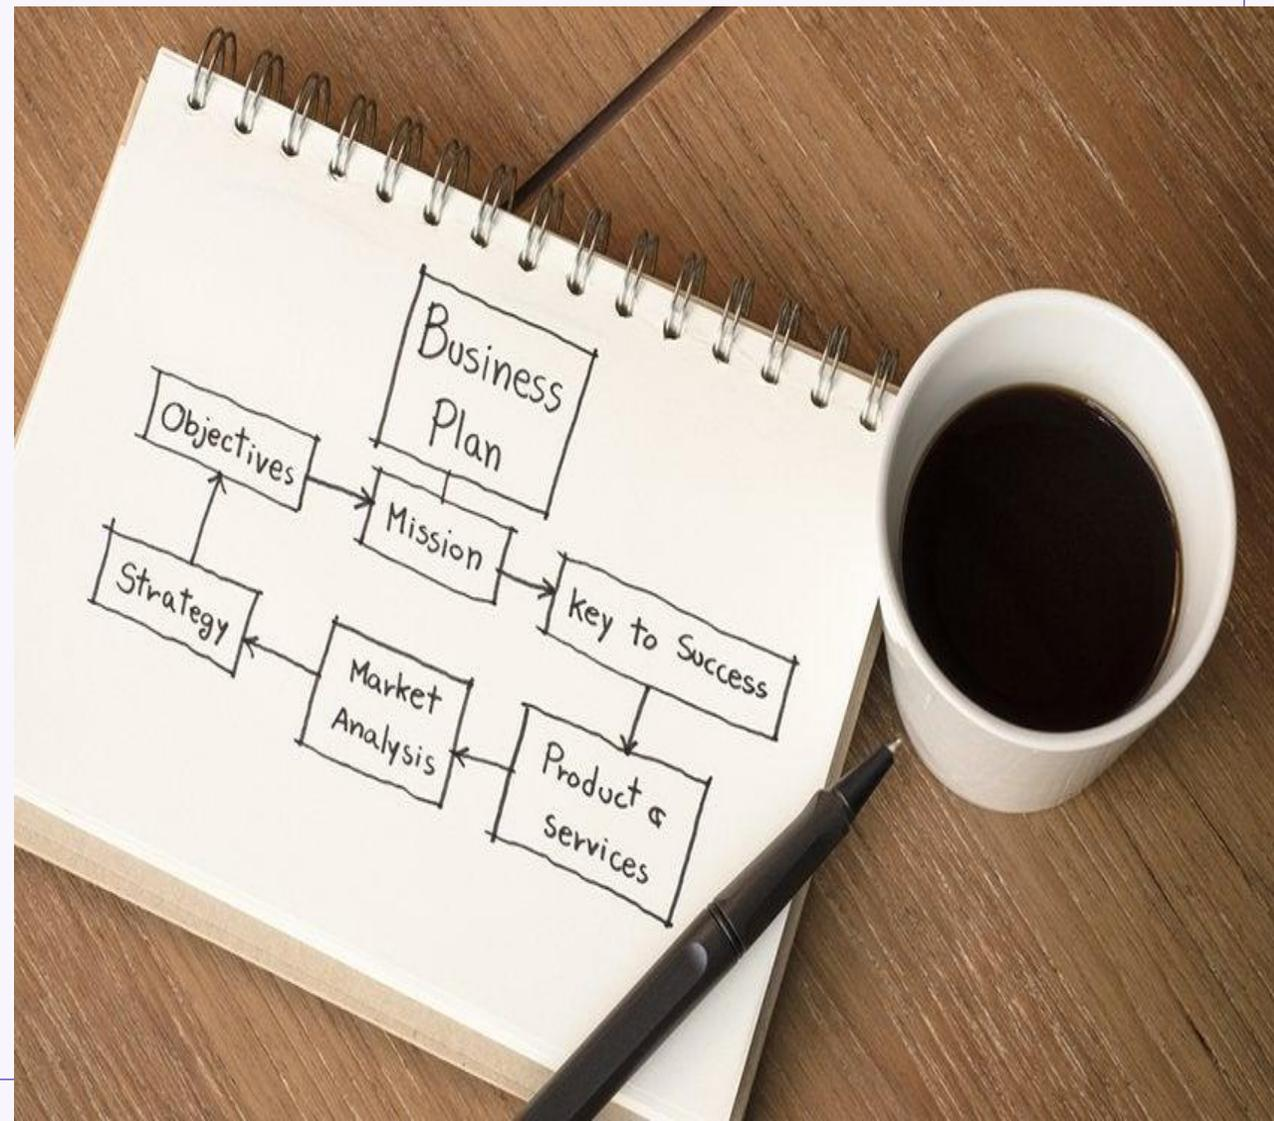 Business
Plan
Objectives
Mission
key to Success
Strategy
Market
Analysis
Product &
services